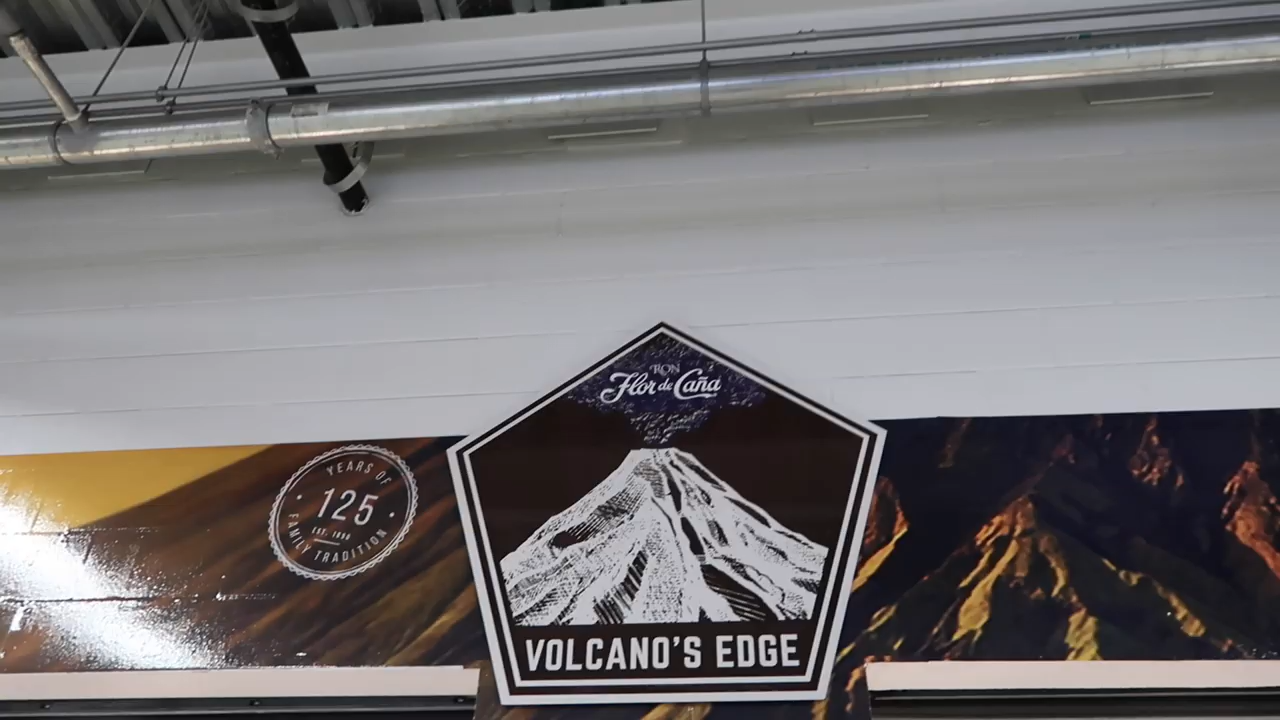 RON
Flor de Caña
YEARS OF
125
EST. 1890
FAMILY TRADITION
VOLCANO'S EDGE